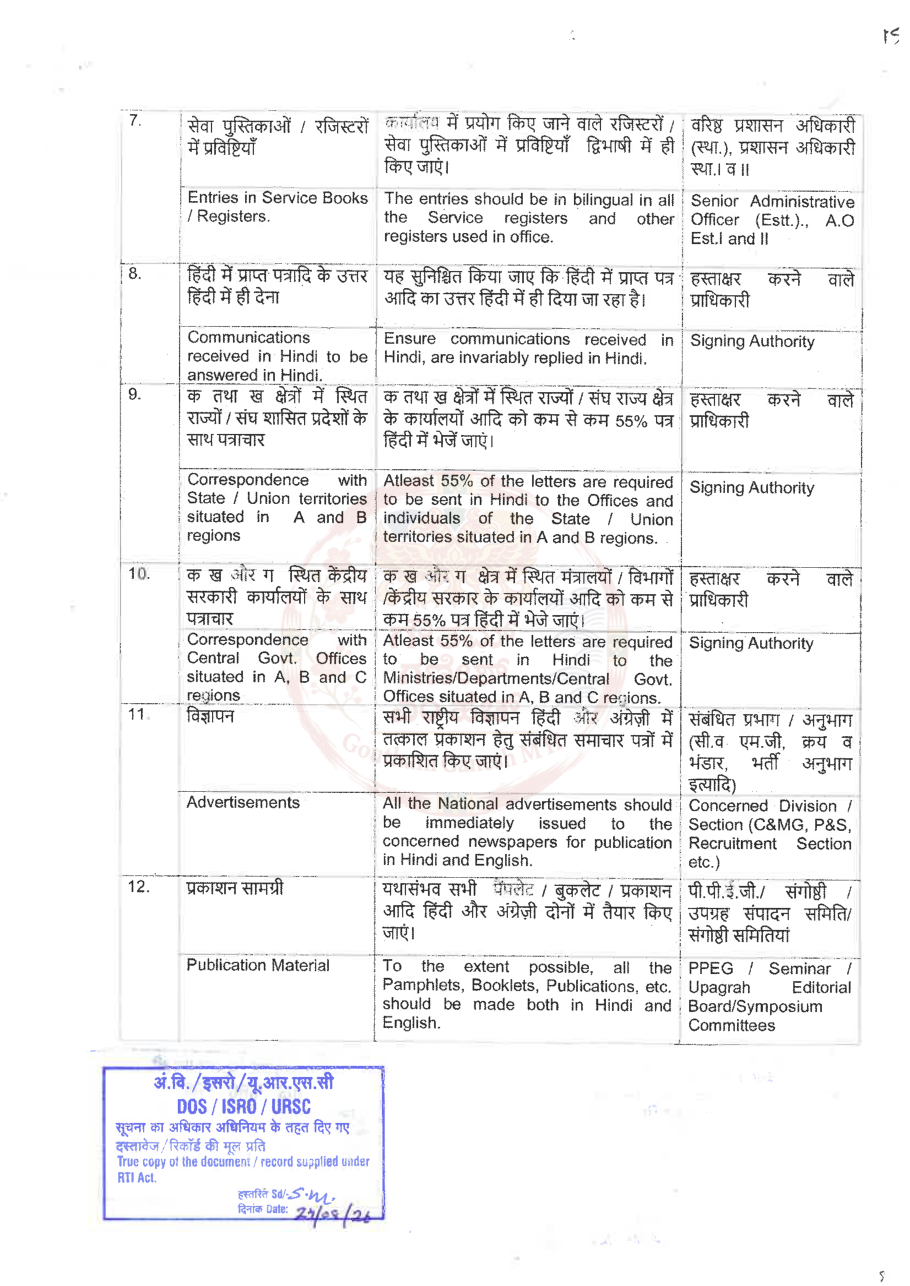 7.
सेवा पुस्तिकाओं / रजिस्टरों
में प्रविष्टियाँ
कार्यालय में प्रयोग किए जाने वाले रजिस्टरों /
सेवा पुस्तिकाओं में प्रविष्टियाँ द्विभाषी में ही
किए जाएं।
वरिष्ठ प्रशासन अधिकारी
(स्था.), प्रशासन अधिकारी
स्था.I व II
Entries in Service Books
/ Registers.
The entries should be in bilingual in all
the Service registers and other
registers used in office.
Senior Administrative
Officer (Estt.)., A.O
Est.I and II
8.
हिंदी में प्राप्त पत्रादि के उत्तर
हिंदी में ही देना
यह सुनिश्चित किया जाए कि हिंदी में प्राप्त पत्र
आदि का उत्तर हिंदी में ही दिया जा रहा है।
हस्ताक्षर करने वाले
प्राधिकारी
Communications
received in Hindi to be
answered in Hindi.
Ensure communications received in
Hindi, are invariably replied in Hindi.
Signing Authority
9.
क तथा ख क्षेत्रों में स्थित
राज्यों / संघ शासित प्रदेशों के
साथ पत्राचार
क तथा ख क्षेत्रों में स्थित राज्यों / संघ राज्य क्षेत्र
के कार्यालयों आदि को कम से कम 55% पत्र
हिंदी में भेजें जाएं।
हस्ताक्षर करने वाले
प्राधिकारी
Correspondence with
State / Union territories
situated in A and B
regions
Atleast 55% of the letters are required
to be sent in Hindi to the Offices and
individuals of the State / Union
territories situated in A and B regions.
Signing Authority
10.
क ख और ग स्थित केंद्रीय
सरकारी कार्यालयों के साथ
पत्राचार
क ख और ग क्षेत्र में स्थित मंत्रालयों / विभागों
/केंद्रीय सरकार के कार्यालयों आदि को कम से
कम 55% पत्र हिंदी में भेजे जाएं।
हस्ताक्षर करने वाले
प्राधिकारी
Correspondence with
Central Govt. Offices
situated in A, B and C
regions
Atleast 55% of the letters are required
to be sent in Hindi to the
Ministries/Departments/Central Govt.
Offices situated in A, B and C regions.
Signing Authority
11.
विज्ञापन
सभी राष्ट्रीय विज्ञापन हिंदी और अंग्रेज़ी में
तत्काल प्रकाशन हेतु संबंधित समाचार पत्रों में
प्रकाशित किए जाएं।
संबंधित प्रभाग / अनुभाग
(सी.व एम.जी, क्रय व
भंडार, भर्ती अनुभाग
इत्यादि)
Advertisements
All the National advertisements should
be immediately issued to the
concerned newspapers for publication
in Hindi and English.
Concerned Division /
Section (C&MG, P&S,
Recruitment Section
etc.)
12.
प्रकाशन सामग्री
यथासंभव सभी पैंपलेट / बुकलेट / प्रकाशन
आदि हिंदी और अंग्रेज़ी दोनों में तैयार किए
जाएं।
पी.पी.ई.जी./ संगोष्ठी /
उपग्रह संपादन समिति/
संगोष्ठी समितियां
Publication Material
To the extent possible, all the
Pamphlets, Booklets, Publications, etc.
should be made both in Hindi and
English.
PPEG / Seminar /
Upagrah Editorial
Board/Symposium
Committees
अं.वि./इसरो/यू.आर.एस.सी
DOS / ISRO / URSC
सूचना का अधिकार अधिनियम के तहत दिए गए
दस्तावेज/रिकॉर्ड की मूल प्रति
True copy of the document / record supplied under
RTI Act.
Sd/-
दिनांक Date: